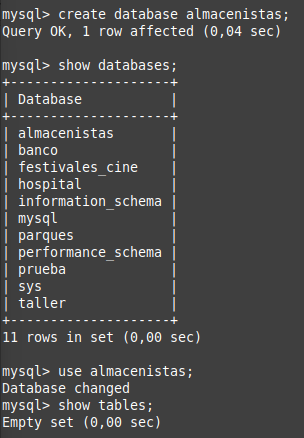 mysql> create database almacenistas;
Query OK, 1 row affected (0,04 sec)
mysql> show databases;
+--------------------+
| Database           |
+--------------------+
| almacenistas       |
| banco              |
| festivales_cine    |
| hospital           |
| information_schema |
| mysql              |
| parques            |
| performance_schema |
| prueba             |
| sys                |
| taller             |
+--------------------+
11 rows in set (0,00 sec)
mysql> use almacenistas;
Database changed
mysql> show tables;
Empty set (0,00 sec)